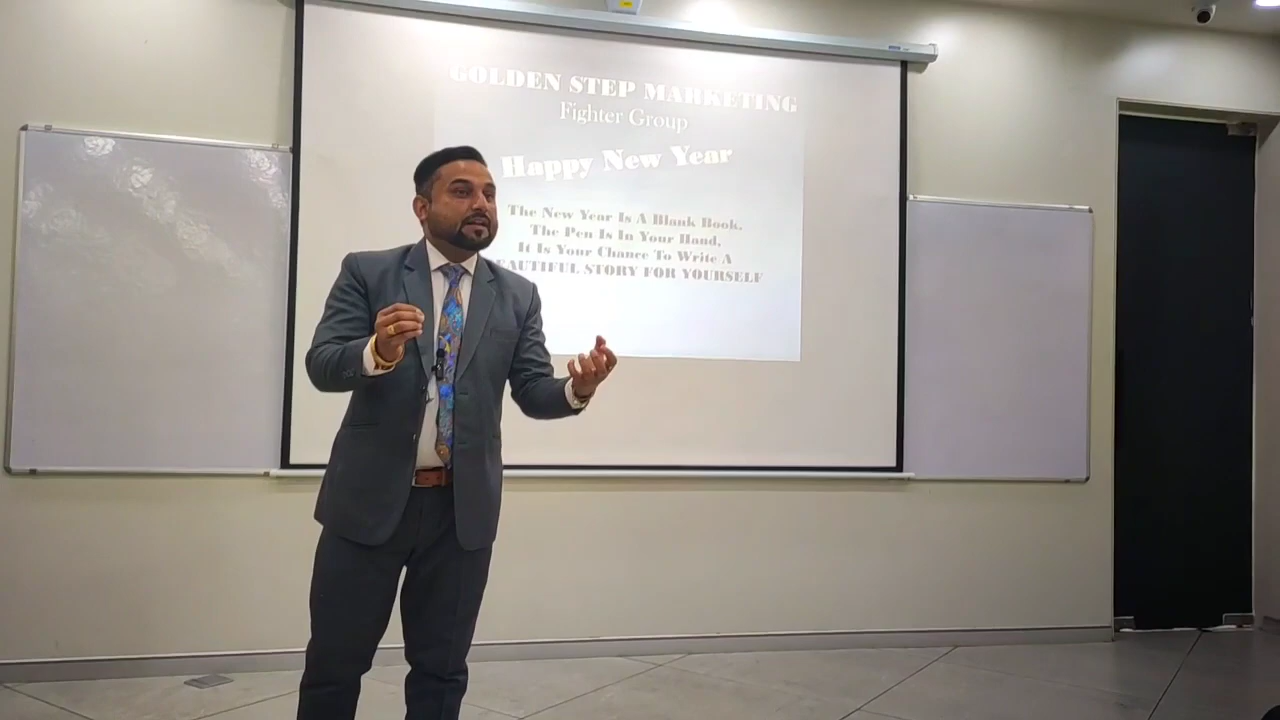 GOLDEN STEP MARKETING
Fighter Group
Happy New Year
The New Year Is A Blank Book.
The Pen Is In Your Hand,
It Is Your Chance To Write A
BEAUTIFUL STORY FOR YOURSELF